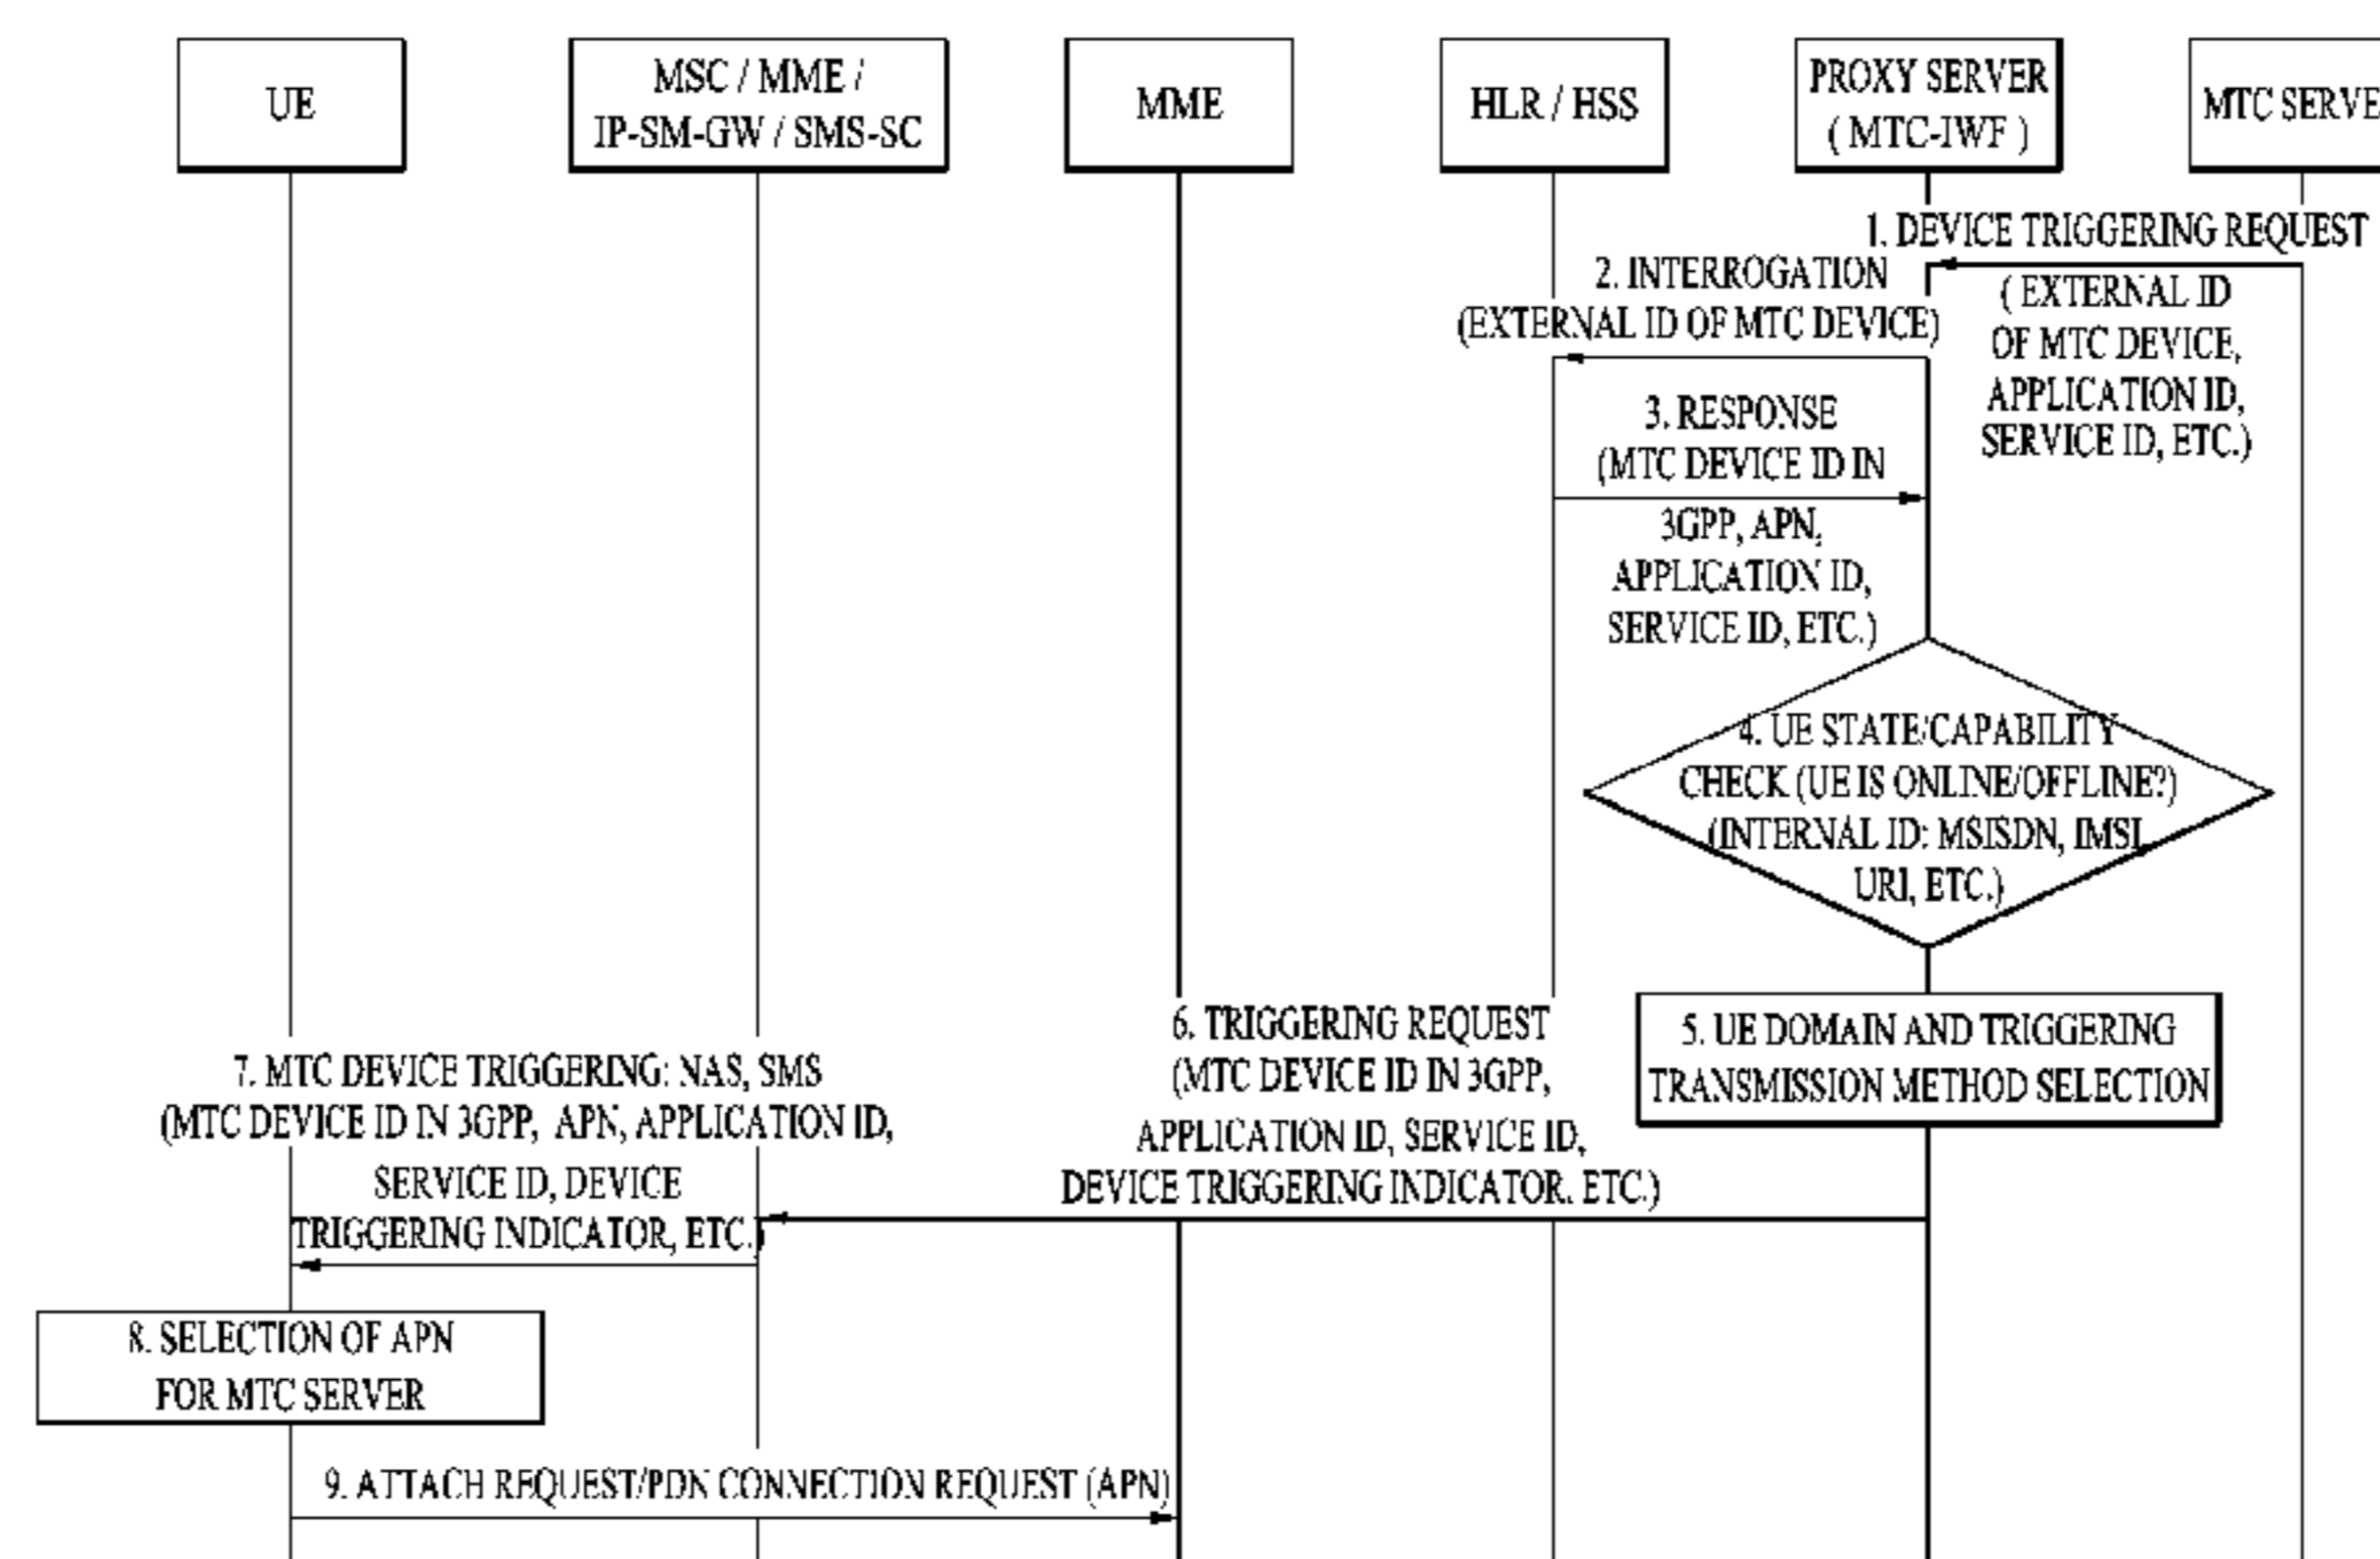 UE
MSC / MME /
IP-SM-GW / SMS-SC
MME
HLR / HSS
PROXY SERVER
( MTC-IWF )
MTC SERVE
1. DEVICE TRIGGERING REQUEST
( EXTERNAL ID
OF MTC DEVICE,
APPLICATION ID,
SERVICE ID, ETC.)
2. INTERROGATION
(EXTERNAL ID OF MTC DEVICE)
3. RESPONSE
(MTC DEVICE ID IN
3GPP, APN,
APPLICATION ID,
SERVICE ID, ETC.)
4. UE STATE/CAPABILITY
CHECK (UE IS ONLINE/OFFLINE?)
(INTERNAL ID: MSISDN, IMSI,
URI, ETC.)
5. UE DOMAIN AND TRIGGERING
TRANSMISSION METHOD SELECTION
6. TRIGGERING REQUEST
(MTC DEVICE ID IN 3GPP,
APPLICATION ID, SERVICE ID,
DEVICE TRIGGERING INDICATOR. ETC.)
7. MTC DEVICE TRIGGERING: NAS, SMS
(MTC DEVICE ID IN 3GPP, APN, APPLICATION ID,
SERVICE ID, DEVICE
TRIGGERING INDICATOR, ETC.)
8. SELECTION OF APN
FOR MTC SERVER
9. ATTACH REQUEST/PDN CONNECTION REQUEST (APN)